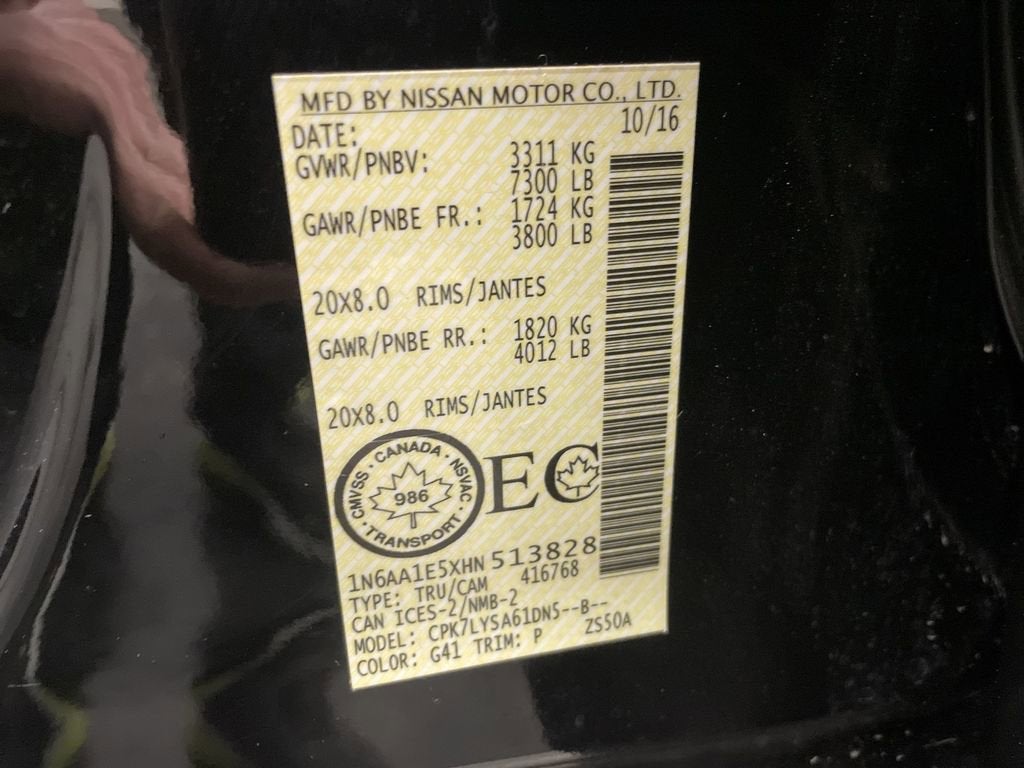 MFD BY NISSAN MOTOR CO., LTD.
DATE: 10/16
GVWR/PNBV: 3311 KG
7300 LB
GAWR/PNBE FR.: 1724 KG
3800 LB
20X8.0 RIMS/JANTES
GAWR/PNBE RR.: 1820 KG
4012 LB
20X8.0 RIMS/JANTES
CMVSS · CANADA · NSVAC · TRANSPORT ·
986
EC
1N6AA1E5XHN 513828
TYPE: TRU/CAM 416768
CAN ICES-2/NMB-2
MODEL: CPK7LYSA61DN5--B--
COLOR: G41 TRIM: P ZS50A